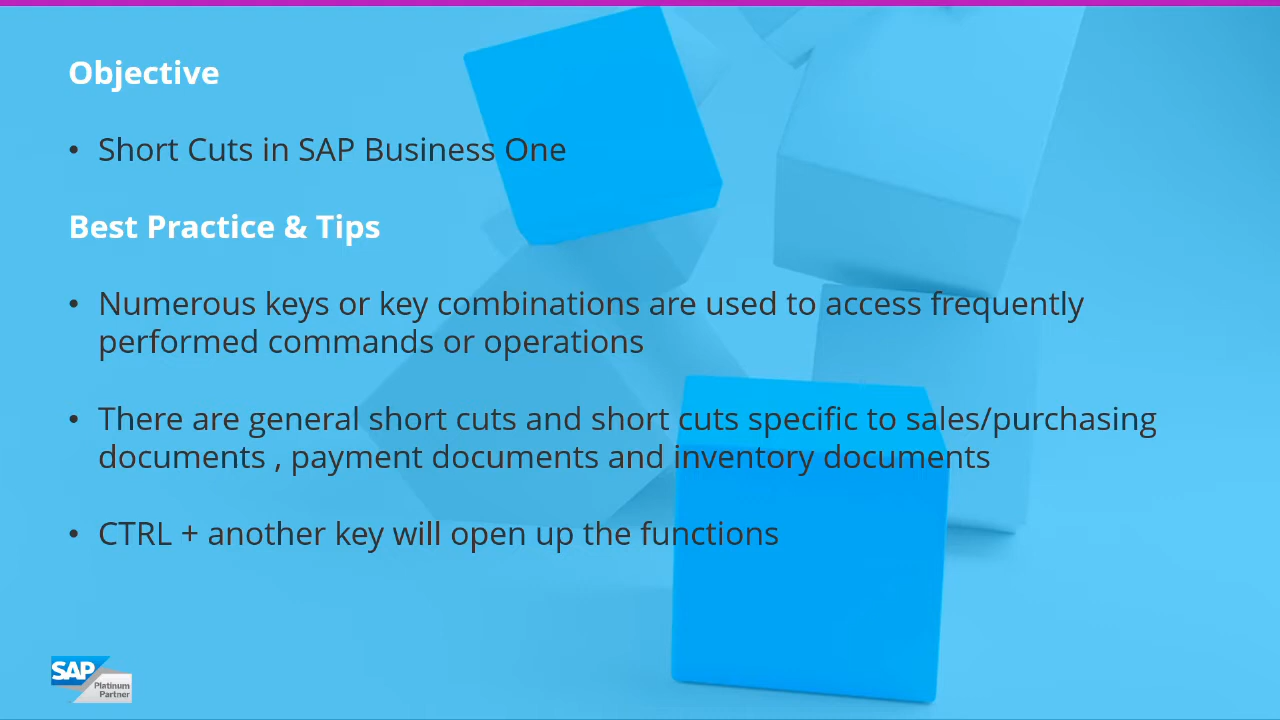 Objective
• Short Cuts in SAP Business One
Best Practice & Tips
• Numerous keys or key combinations are used to access frequently
performed commands or operations
• There are general short cuts and short cuts specific to sales/purchasing
documents , payment documents and inventory documents
• CTRL + another key will open up the functions
SAP
Platinum
Partner